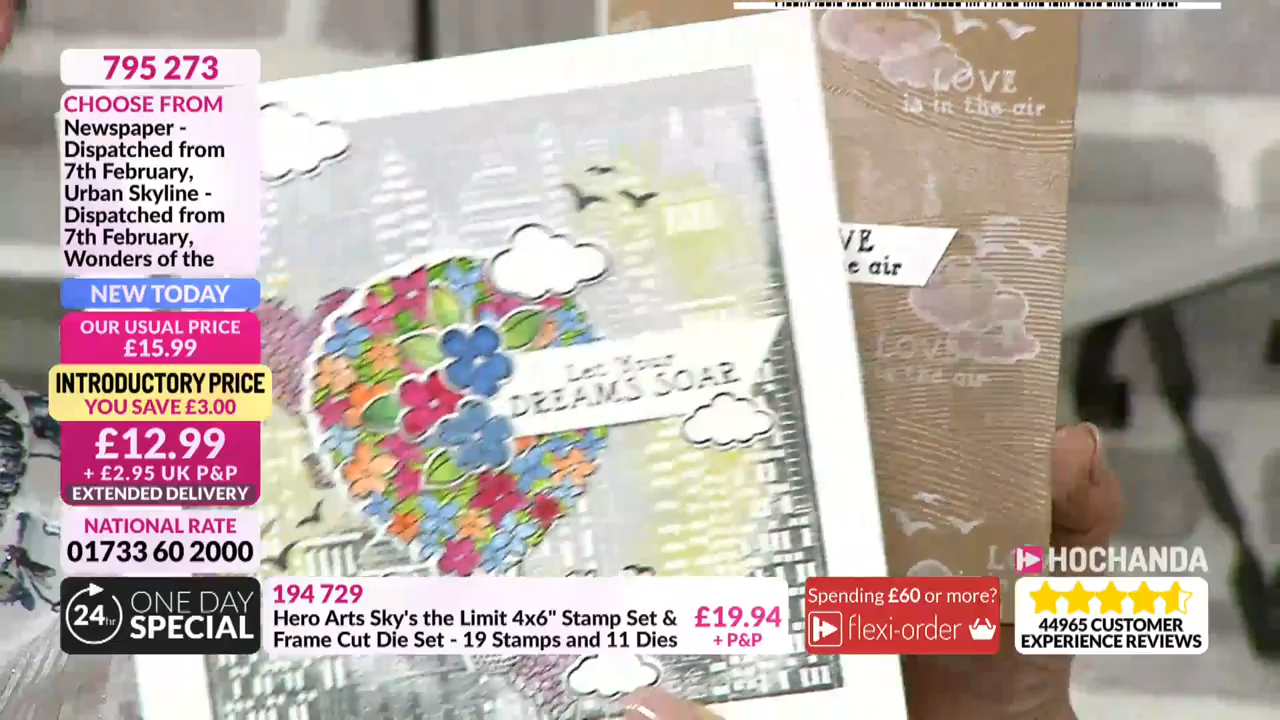 795 273
CHOOSE FROM
Newspaper -
Dispatched from
7th February,
Urban Skyline -
Dispatched from
7th February,
Wonders of the
NEW TODAY
OUR USUAL PRICE
£15.99
INTRODUCTORY PRICE
YOU SAVE £3.00
£12.99
+ £2.95 UK P&P
EXTENDED DELIVERY
NATIONAL RATE
01733 60 2000
24hr
ONE DAY
SPECIAL
194 729
Hero Arts Sky's the Limit 4x6" Stamp Set &
Frame Cut Die Set - 19 Stamps and 11 Dies
£19.94
+ P&P
Spending £60 or more?
flexi-order
HOCHANDA
44965 CUSTOMER
EXPERIENCE REVIEWS
Let Your
DREAMS SOAR
LOVE
is in the air
VE
e air
LOVE
is in the air